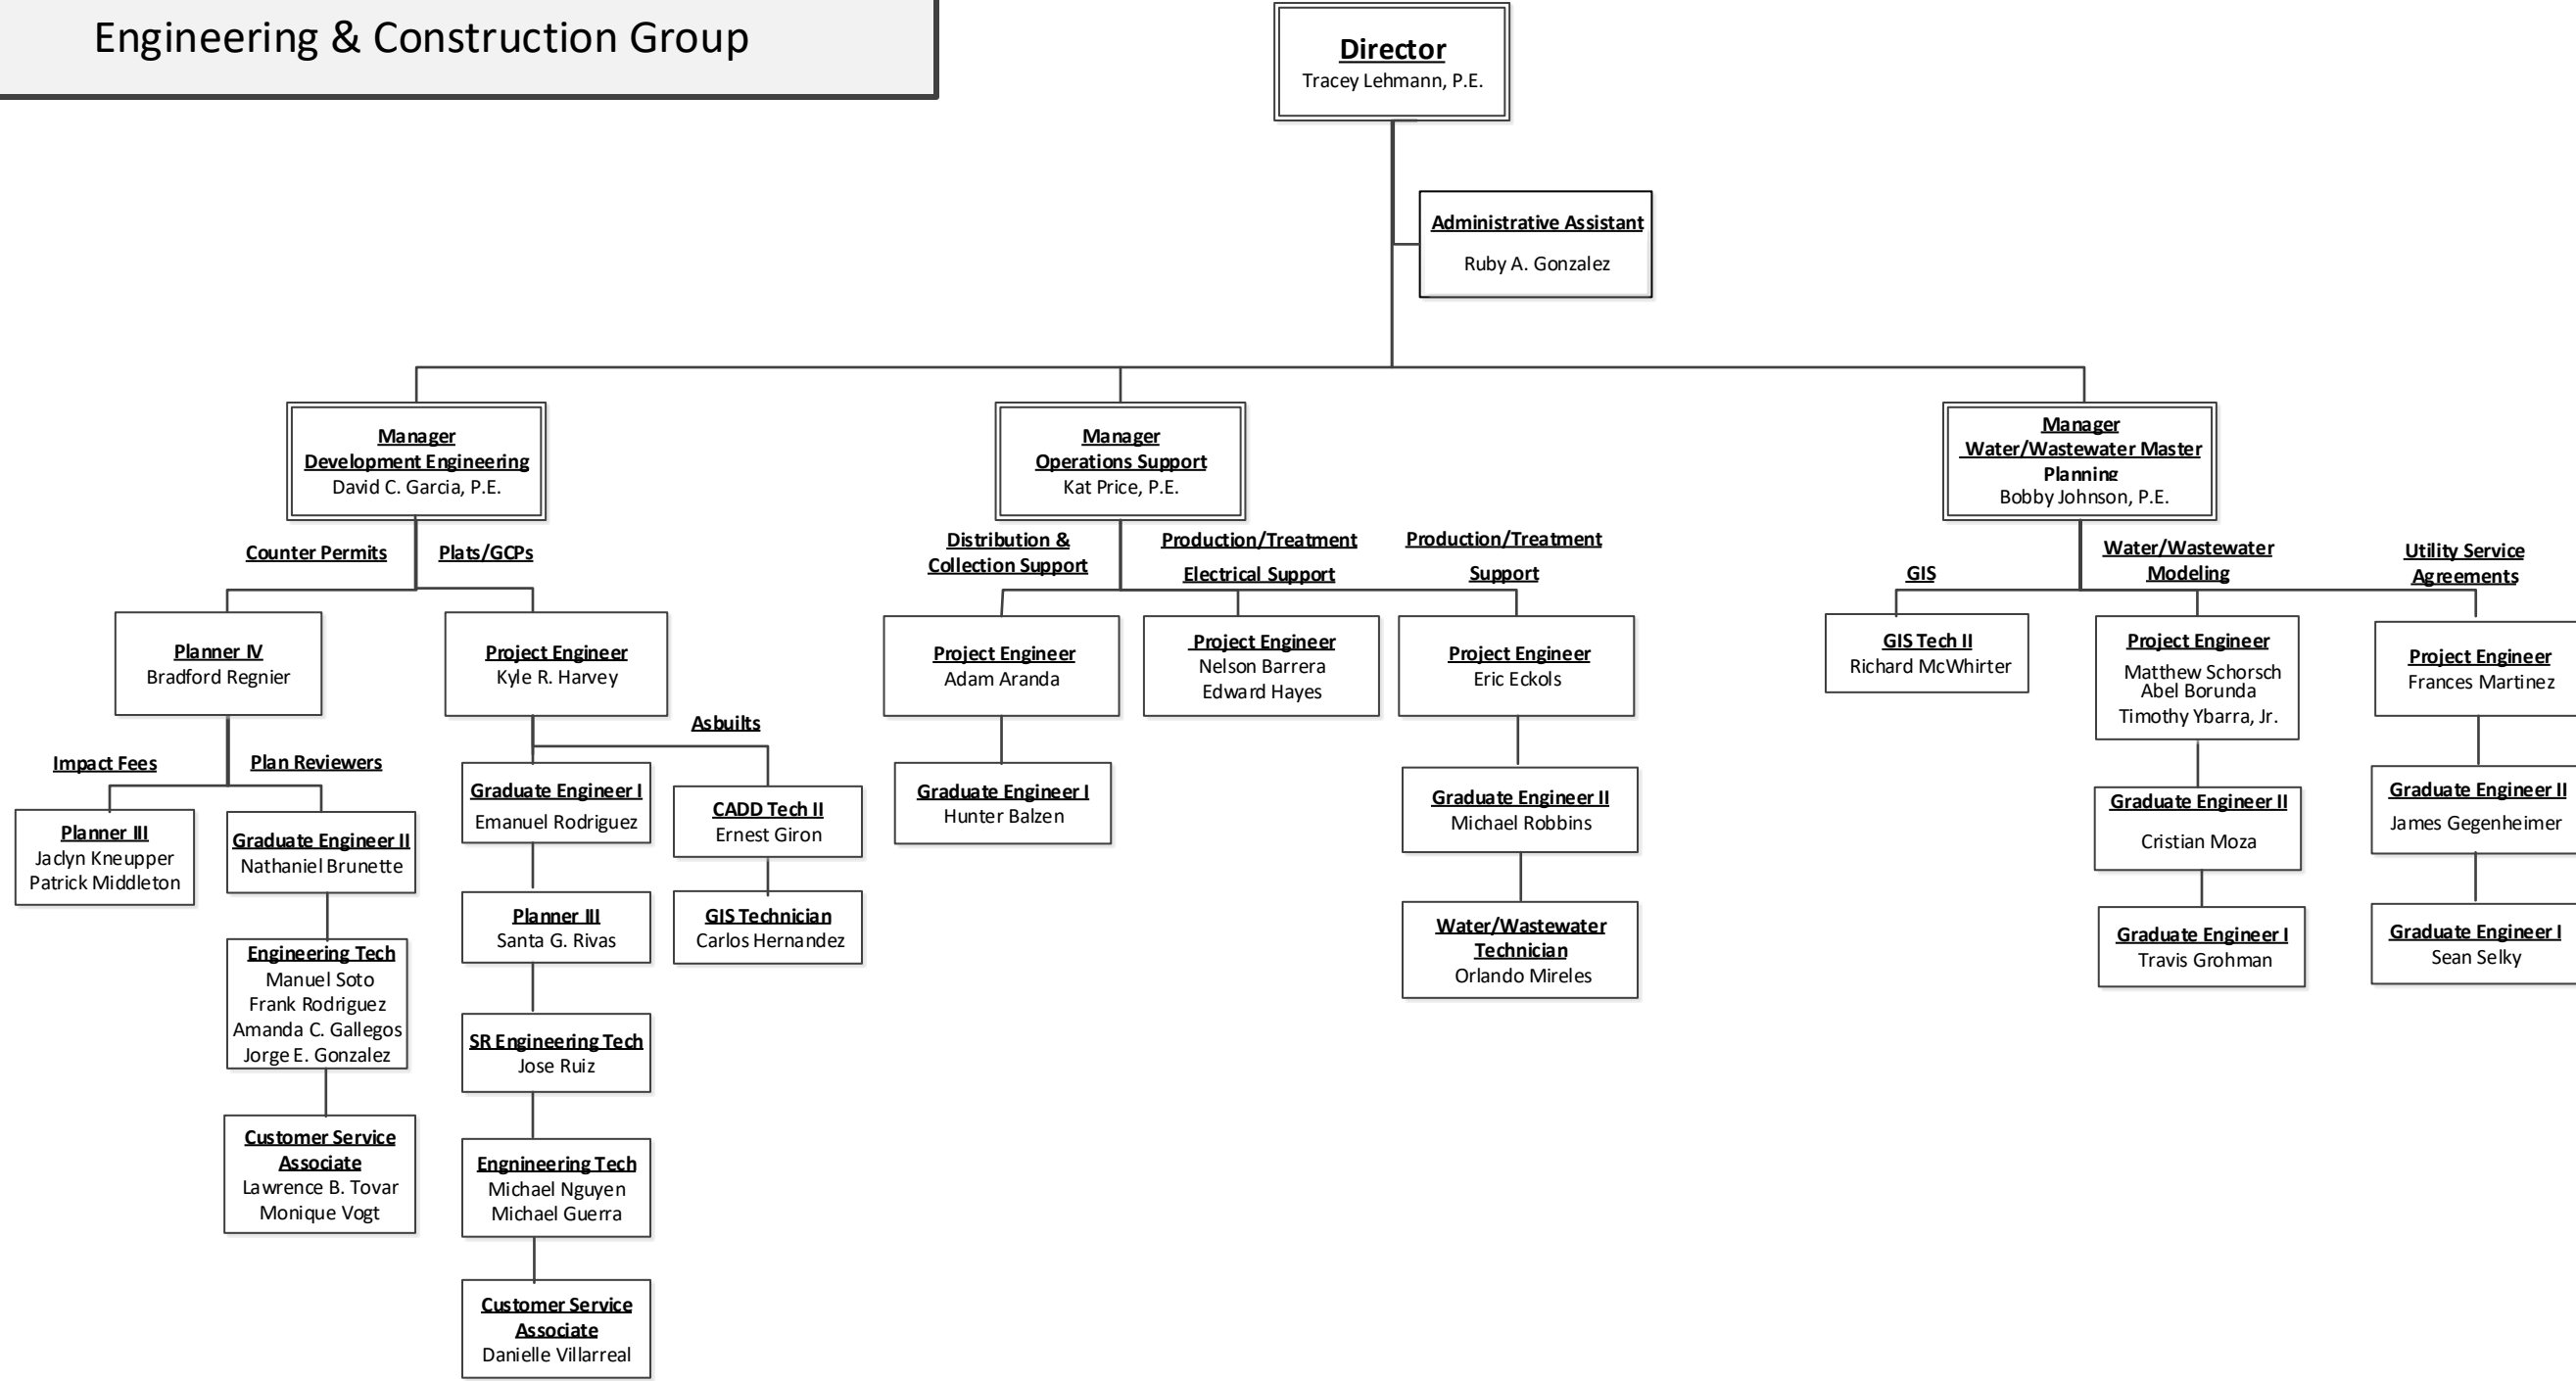 Engineering & Construction Group
Director
Tracey Lehmann, P.E.
Administrative Assistant
Ruby A. Gonzalez
Manager
Development Engineering
David C. Garcia, P.E.
Counter Permits
Plats/GCPs
Planner IV
Bradford Regnier
Impact Fees
Plan Reviewers
Planner III
Jaclyn Kneupper
Patrick Middleton
Graduate Engineer II
Nathaniel Brunette
Engineering Tech
Manuel Soto
Frank Rodriguez
Amanda C. Gallegos
Jorge E. Gonzalez
Customer Service
Associate
Lawrence B. Tovar
Monique Vogt
Project Engineer
Kyle R. Harvey
Asbuilts
Graduate Engineer I
Emanuel Rodriguez
Planner III
Santa G. Rivas
SR Engineering Tech
Jose Ruiz
Engnineering Tech
Michael Nguyen
Michael Guerra
Customer Service
Associate
Danielle Villarreal
CADD Tech II
Ernest Giron
GIS Technician
Carlos Hernandez
Manager
Operations Support
Kat Price, P.E.
Distribution &
Collection Support
Production/Treatment
Electrical Support
Production/Treatment
Support
Project Engineer
Adam Aranda
Graduate Engineer I
Hunter Balzen
Project Engineer
Nelson Barrera
Edward Hayes
Project Engineer
Eric Eckols
Graduate Engineer II
Michael Robbins
Water/Wastewater
Technician
Orlando Mireles
Manager
Water/Wastewater Master
Planning
Bobby Johnson, P.E.
GIS
Water/Wastewater
Modeling
Utility Service
Agreements
GIS Tech II
Richard McWhirter
Project Engineer
Matthew Schorsch
Abel Borunda
Timothy Ybarra, Jr.
Graduate Engineer II
Cristian Moza
Graduate Engineer I
Travis Grohman
Project Engineer
Frances Martinez
Graduate Engineer II
James Gegenheimer
Graduate Engineer I
Sean Selky